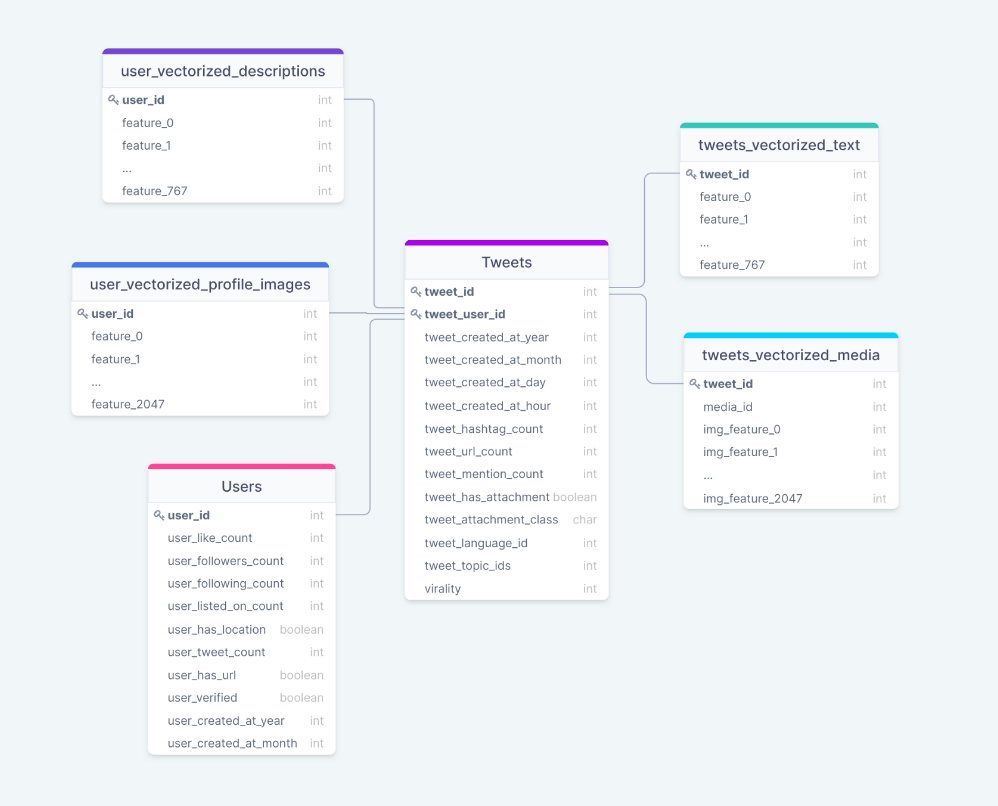 user_vectorized_descriptions
user_id int
feature_0 int
feature_1 int
... int
feature_767 int
user_vectorized_profile_images
user_id int
feature_0 int
feature_1 int
... int
feature_2047 int
Users
user_id int
user_like_count int
user_followers_count int
user_following_count int
user_listed_on_count int
user_has_location boolean
user_tweet_count int
user_has_url boolean
user_verified boolean
user_created_at_year int
user_created_at_month int
Tweets
tweet_id int
tweet_user_id int
tweet_created_at_year int
tweet_created_at_month int
tweet_created_at_day int
tweet_created_at_hour int
tweet_hashtag_count int
tweet_url_count int
tweet_mention_count int
tweet_has_attachment boolean
tweet_attachment_class char
tweet_language_id int
tweet_topic_ids int
virality int
tweets_vectorized_text
tweet_id int
feature_0 int
feature_1 int
... int
feature_767 int
tweets_vectorized_media
tweet_id int
media_id int
img_feature_0 int
img_feature_1 int
... int
img_feature_2047 int